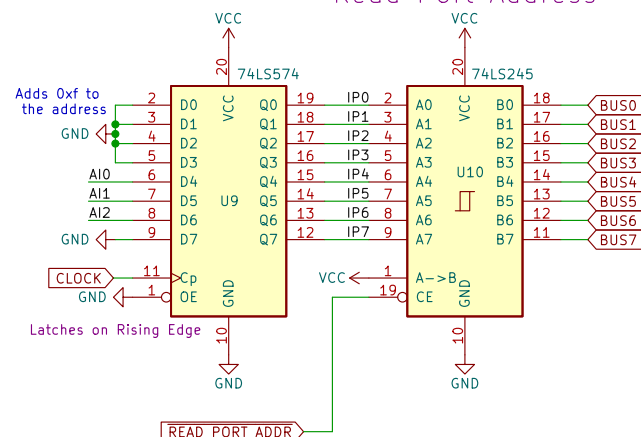 Read Port Address
VCC VCC
20 74LS574 20 74LS245
Adds 0xf to
the address
2 D0 VCC Q0 19 IP0 2 A0 VCC B0 18 BUS0
3 D1 Q1 18 IP1 3 A1 B1 17 BUS1
GND 4 D2 Q2 17 IP2 4 A2 B2 16 BUS2
5 D3 Q3 16 IP3 5 A3 B3 15 BUS3
AI0 6 D4 Q4 15 IP4 6 A4 U10 B4 14 BUS4
AI1 7 D5 U9 Q5 14 IP5 7 A5 B5 13 BUS5
AI2 8 D6 Q6 13 IP6 8 A6 B6 12 BUS6
GND 9 D7 Q7 12 IP7 9 A7 B7 11 BUS7
CLOCK 11 Cp VCC 1 A->B
GND 1 OE GND 19 CE GND
Latches on Rising Edge
10 10
GND GND
READ PORT ADDR